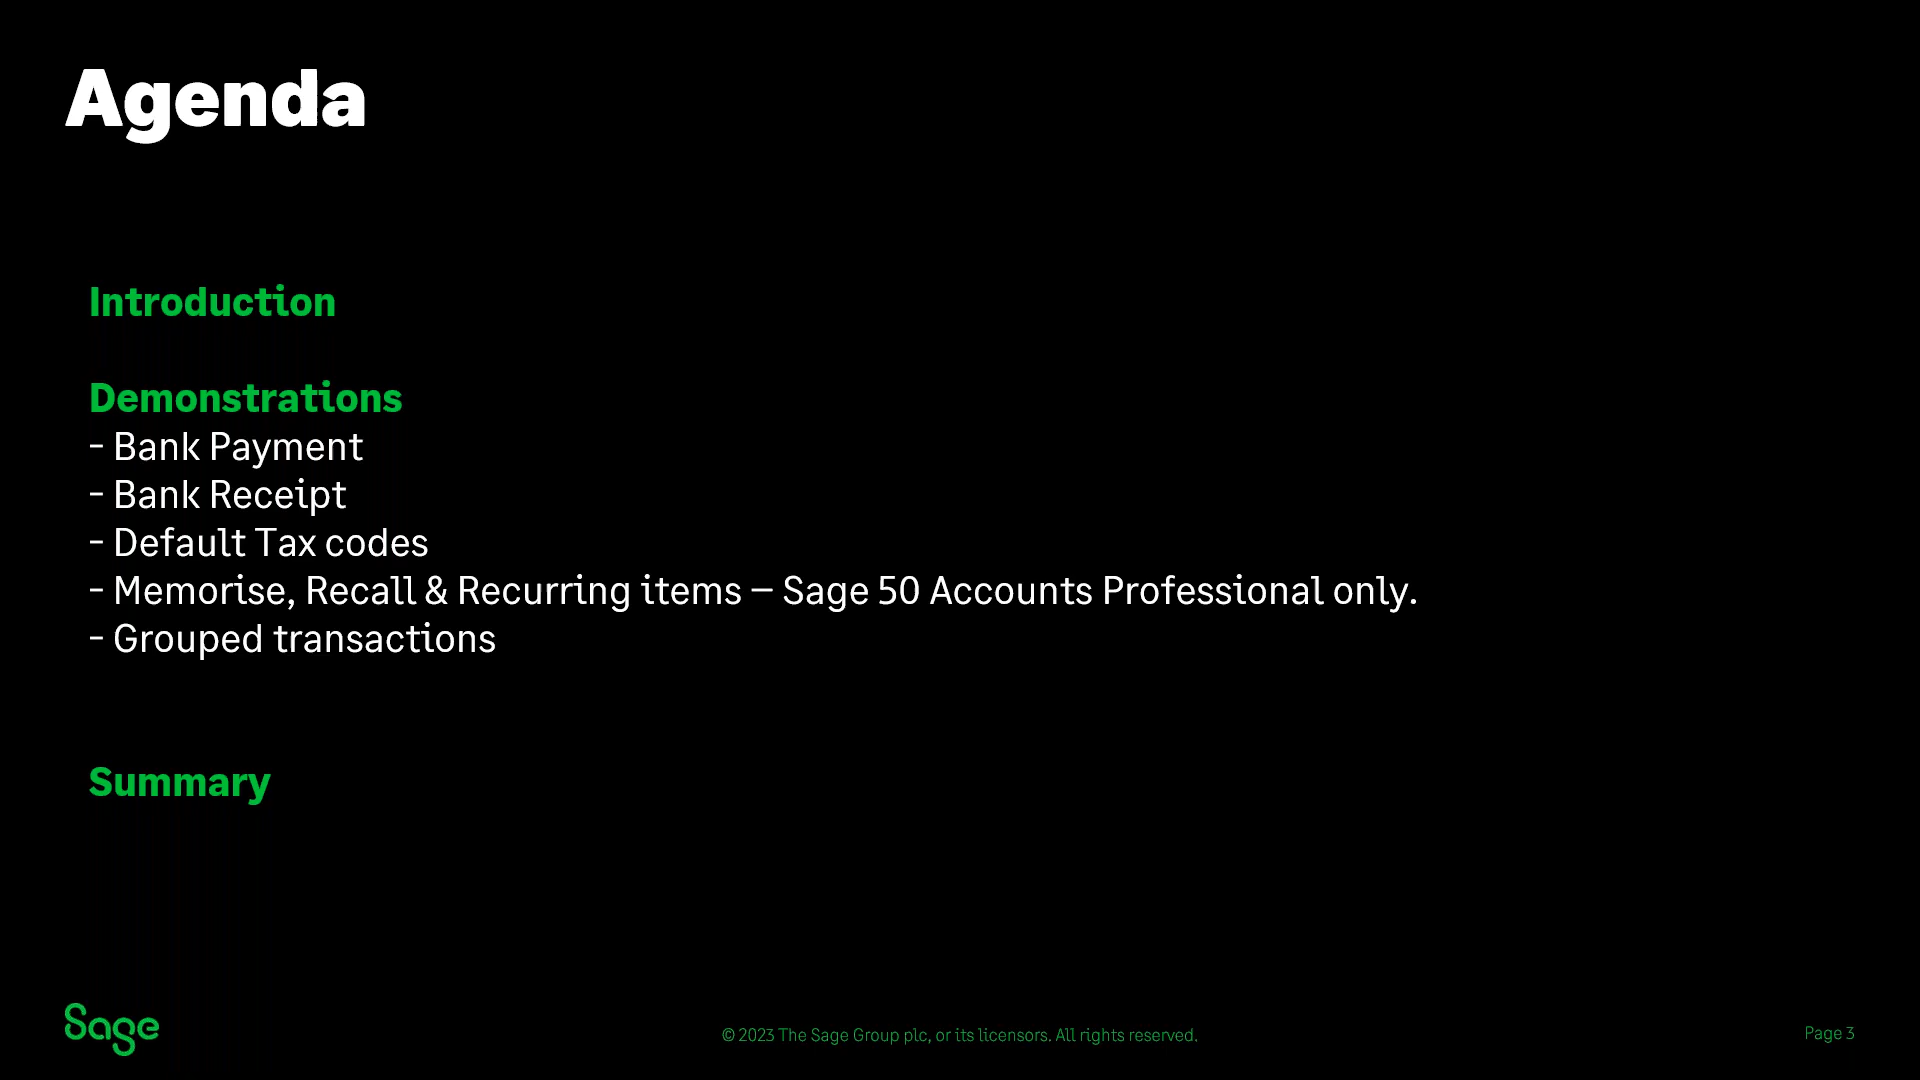 Agenda
Introduction
Demonstrations
- Bank Payment
- Bank Receipt
- Default Tax codes
- Memorise, Recall & Recurring items – Sage 50 Accounts Professional only.
- Grouped transactions
Summary
Sage
© 2023 The Sage Group plc, or its licensors. All rights reserved.
Page 3